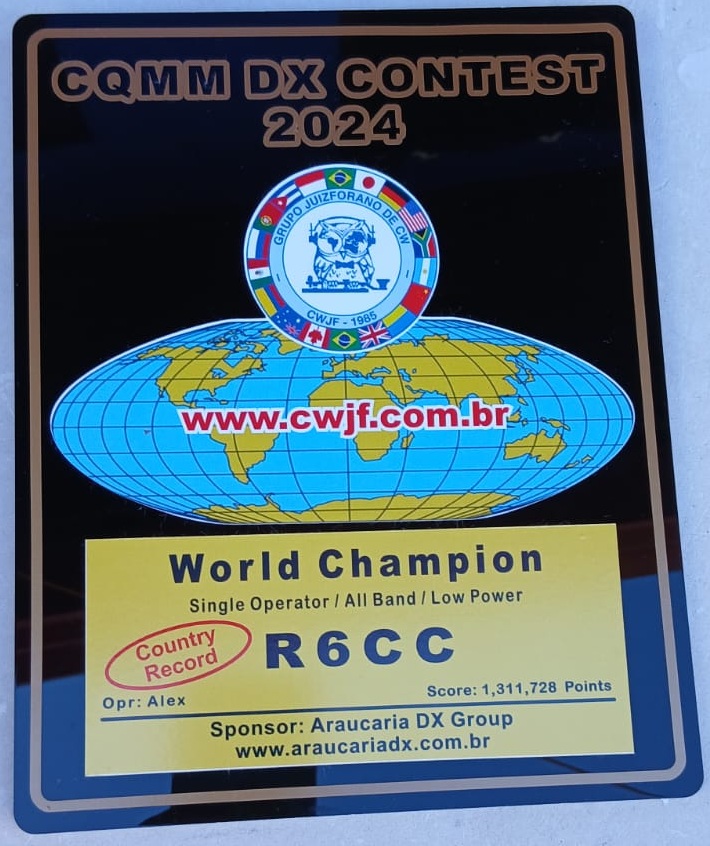 CQMM DX CONTEST
2024
GRUPO JUIZFORANO DE CW
CWJF - 1985
www.cwjf.com.br
World Champion
Single Operator / All Band / Low Power
Country
Record
R6CC
Opr: Alex
Score: 1,311,728 Points
Sponsor: Araucaria DX Group
www.araucariadx.com.br